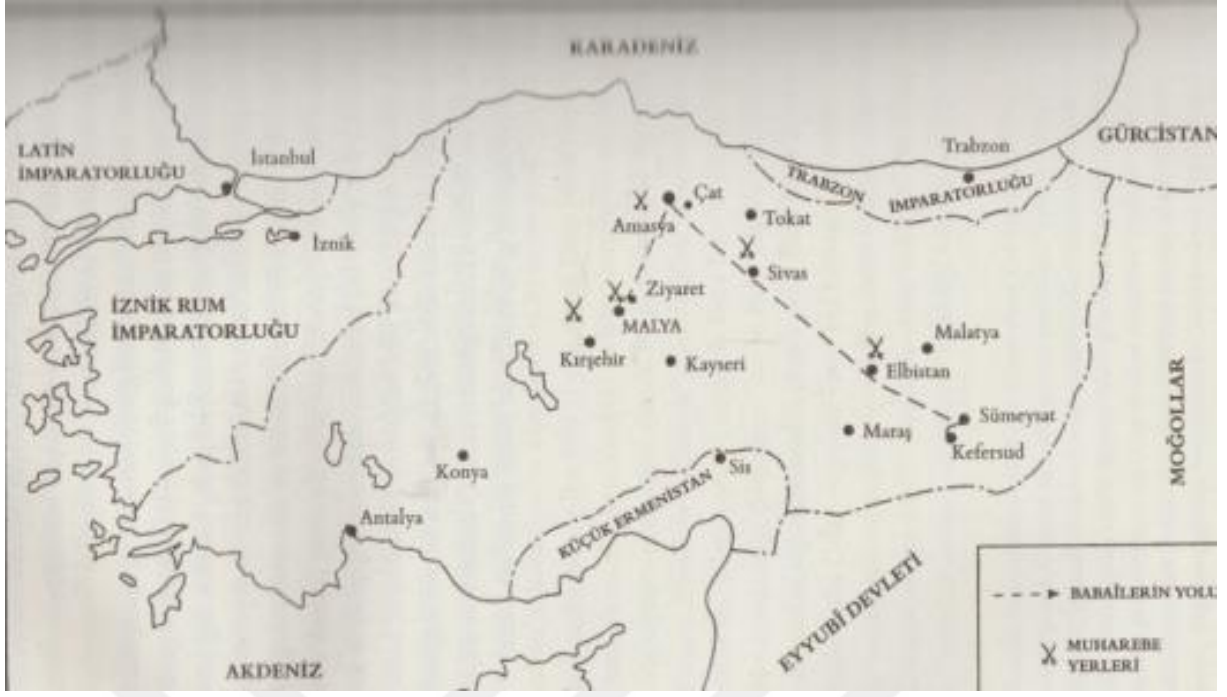 KARADENİZ
LATİN
İMPARATORLUĞU
İstanbul
Trabzon
GÜRCİSTAN
TRABZON
İMPARATORLUĞU
Çat
Amasya
Tokat
İznik
Sivas
İZNİK RUM
İMPARATORLUĞU
Ziyaret
MALYA
Kırşehir
Kayseri
Malatya
Elbistan
MOĞOLLAR
Sümeysat
Maraş
Kefersud
Konya
Sis
KÜÇÜK ERMENİSTAN
Antalya
EYYUBİ DEVLETİ
AKDENİZ
BABAÎLERİN YOLU
MUHAREBE
YERLERİ